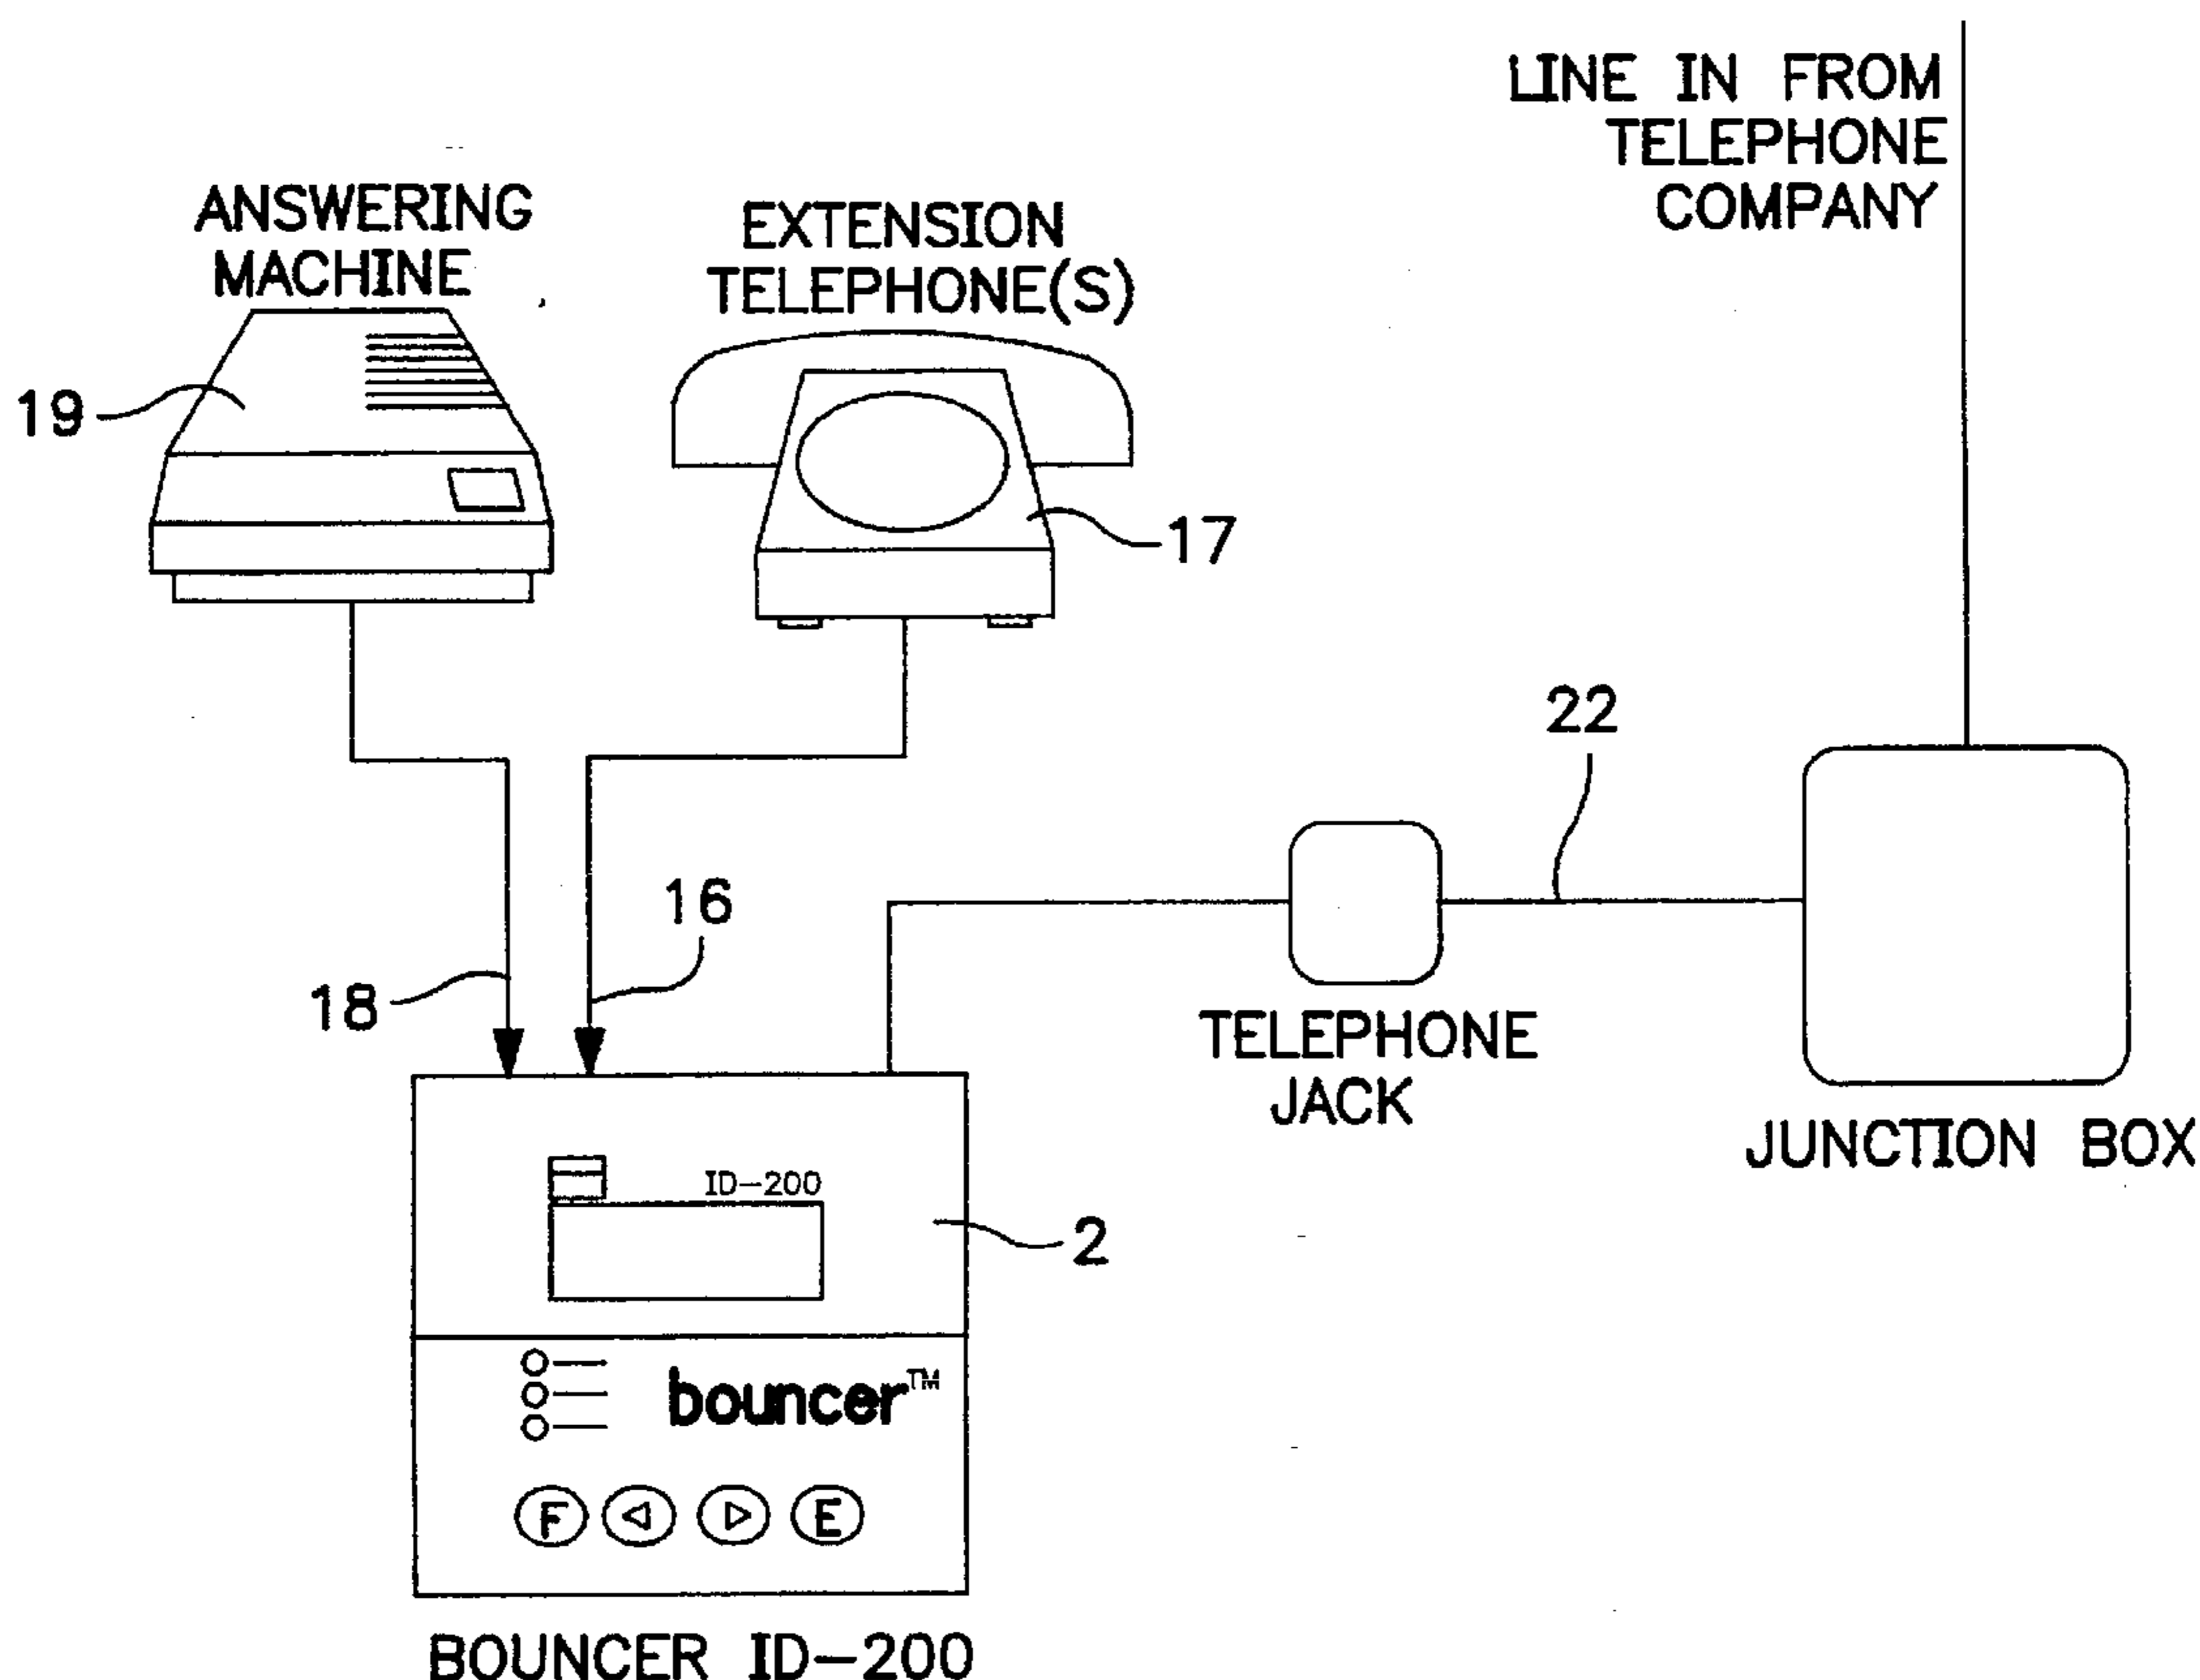 LINE IN FROM
TELEPHONE
COMPANY
ANSWERING
MACHINE
EXTENSION
TELEPHONE(S)
19
17
22
16
18
TELEPHONE
JACK
JUNCTION BOX
ID-200
2
bouncer™
F
E
BOUNCER ID-200